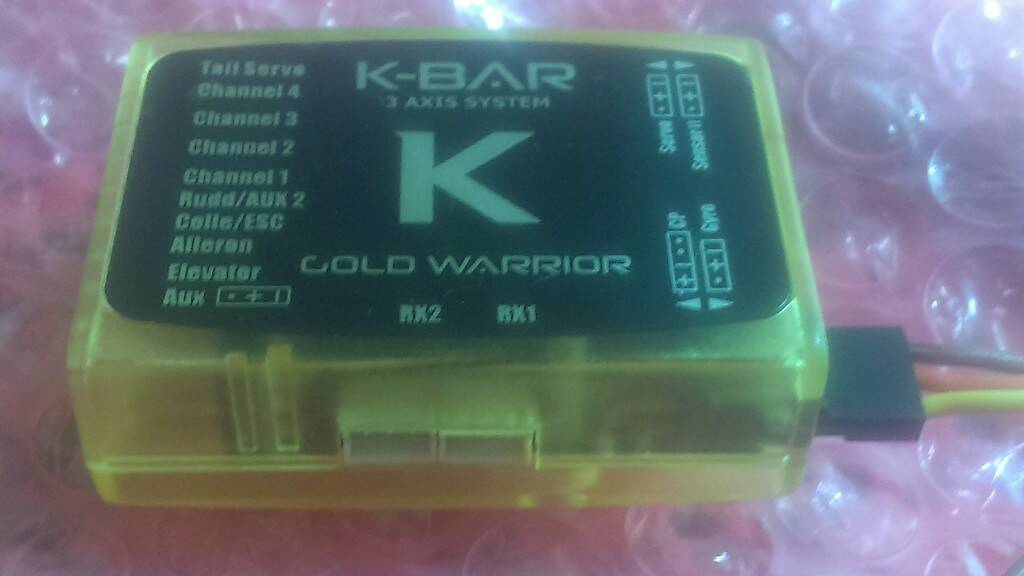 Tail Servo
Channel 4
Channel 3
Channel 2
Channel 1
Rudd/AUX 2
Colle/ESC
Aileron
Elevator
Aux
K-BAR
3 AXIS SYSTEM
K
GOLD WARRIOR
RX2 RX1
Servo
CP
Gyro